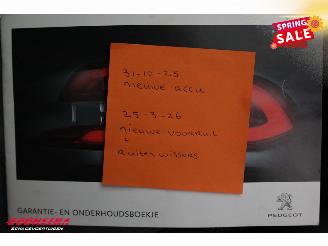 SPRING
SALE
31-10-25
nieuwe accu
25-3-26
nieuwe voorruit
+
Ruitenwissers
GARANTIE- EN ONDERHOUDSBOEKJE
PEUGEOT